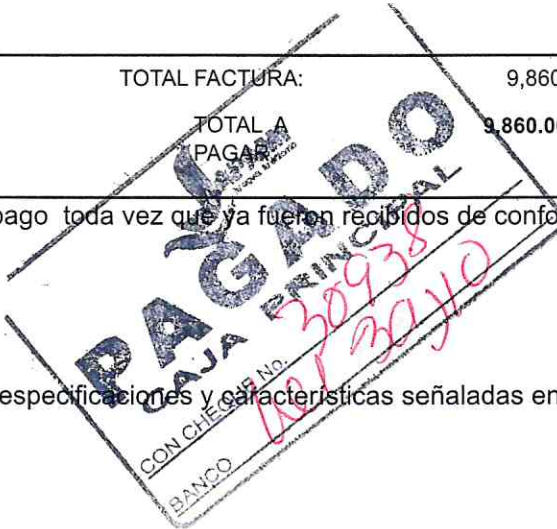 TOTAL FACTURA: 9,860
TOTAL A PAGAR: 9,860.0
pago toda vez que ya fueron recibidos de confo
PAGADO
CAJA PRINCIPAL
CON CHEQUE No. 30938
BANCO
especificaciones y características señaladas en